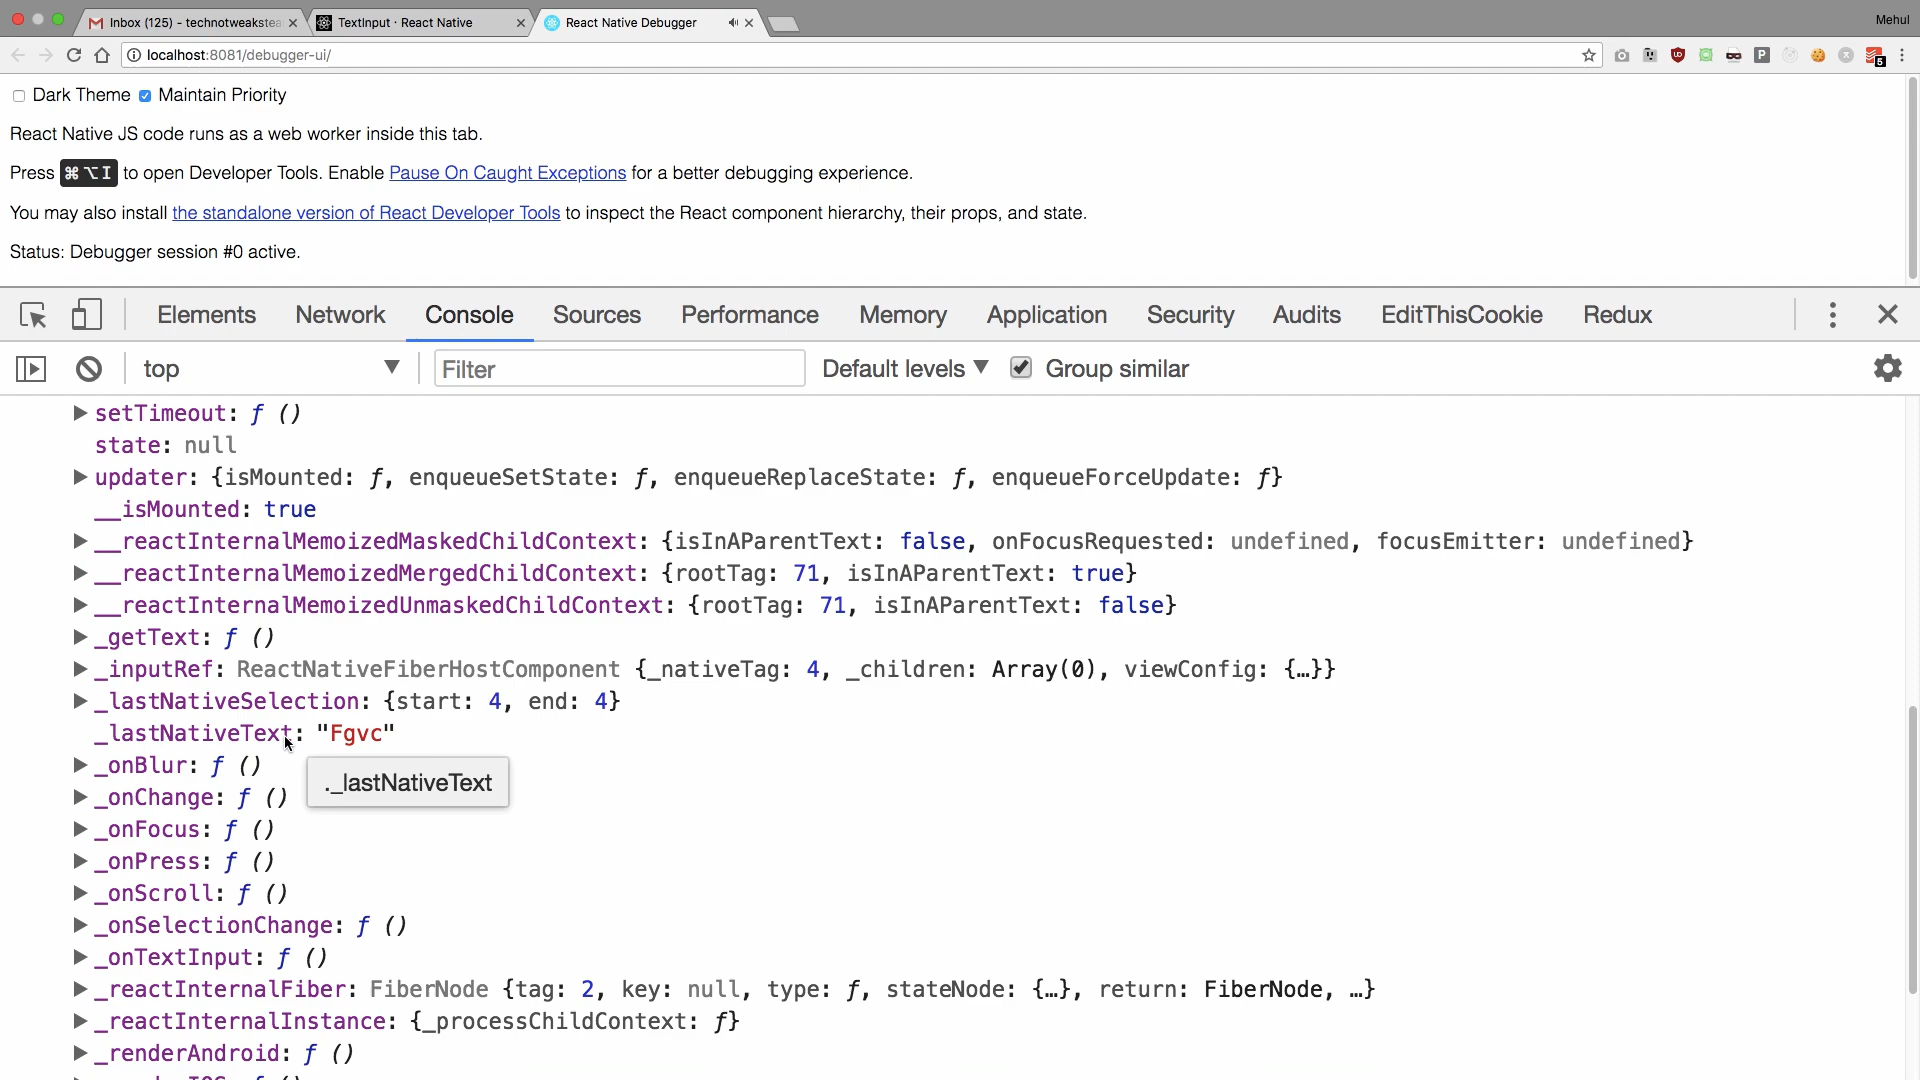 Inbox (125) - technotweakstea
TextInput · React Native
React Native Debugger
Mehul
localhost:8081/debugger-ui/
5
Dark Theme Maintain Priority
React Native JS code runs as a web worker inside this tab.
Press ⌘⌥I to open Developer Tools. Enable Pause On Caught Exceptions for a better debugging experience.
You may also install the standalone version of React Developer Tools to inspect the React component hierarchy, their props, and state.
Status: Debugger session #0 active.
Elements Network Console Sources Performance Memory Application Security Audits EditThisCookie Redux
top Filter Default levels Group similar
setTimeout: ƒ ()
state: null
updater: {isMounted: ƒ, enqueueSetState: ƒ, enqueueReplaceState: ƒ, enqueueForceUpdate: ƒ}
__isMounted: true
__reactInternalMemoizedMaskedChildContext: {isInAParentText: false, onFocusRequested: undefined, focusEmitter: undefined}
__reactInternalMemoizedMergedChildContext: {rootTag: 71, isInAParentText: true}
__reactInternalMemoizedUnmaskedChildContext: {rootTag: 71, isInAParentText: false}
_getText: ƒ ()
_inputRef: ReactNativeFiberHostComponent {_nativeTag: 4, _children: Array(0), viewConfig: {…}}
_lastNativeSelection: {start: 4, end: 4}
_lastNativeText: "Fgvc"
_onBlur: ƒ ()
._lastNativeText
_onChange: ƒ ()
_onFocus: ƒ ()
_onPress: ƒ ()
_onScroll: ƒ ()
_onSelectionChange: ƒ ()
_onTextInput: ƒ ()
_reactInternalFiber: FiberNode {tag: 2, key: null, type: ƒ, stateNode: {…}, return: FiberNode, …}
_reactInternalInstance: {_processChildContext: ƒ}
_renderAndroid: ƒ ()